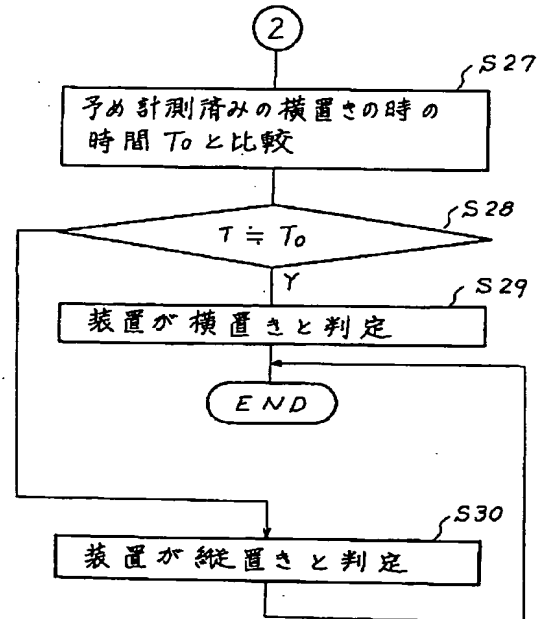 2
S27
予め計測済みの横置きの時の
時間 To と比較
S28
T ≒ To
Y
S29
装置が横置きと判定
END
S30
装置が縦置きと判定